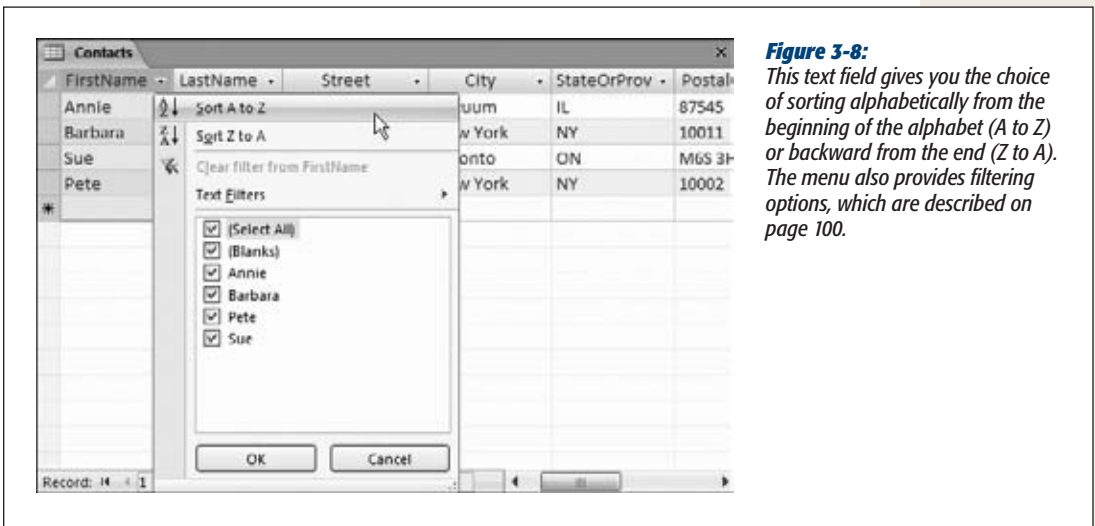 Contacts
FirstName LastName Street City StateOrProv Postal
Annie uum IL 87545
Barbara w York NY 10011
Sue onto ON M6S 3H
Pete w York NY 10002
Sort A to Z
Sort Z to A
Clear filter from FirstName
Text Filters
(Select All)
(Blanks)
Annie
Barbara
Pete
Sue
OK Cancel
Record: 1
Figure 3-8:
This text field gives you the choice
of sorting alphabetically from the
beginning of the alphabet (A to Z)
or backward from the end (Z to A).
The menu also provides filtering
options, which are described on
page 100.